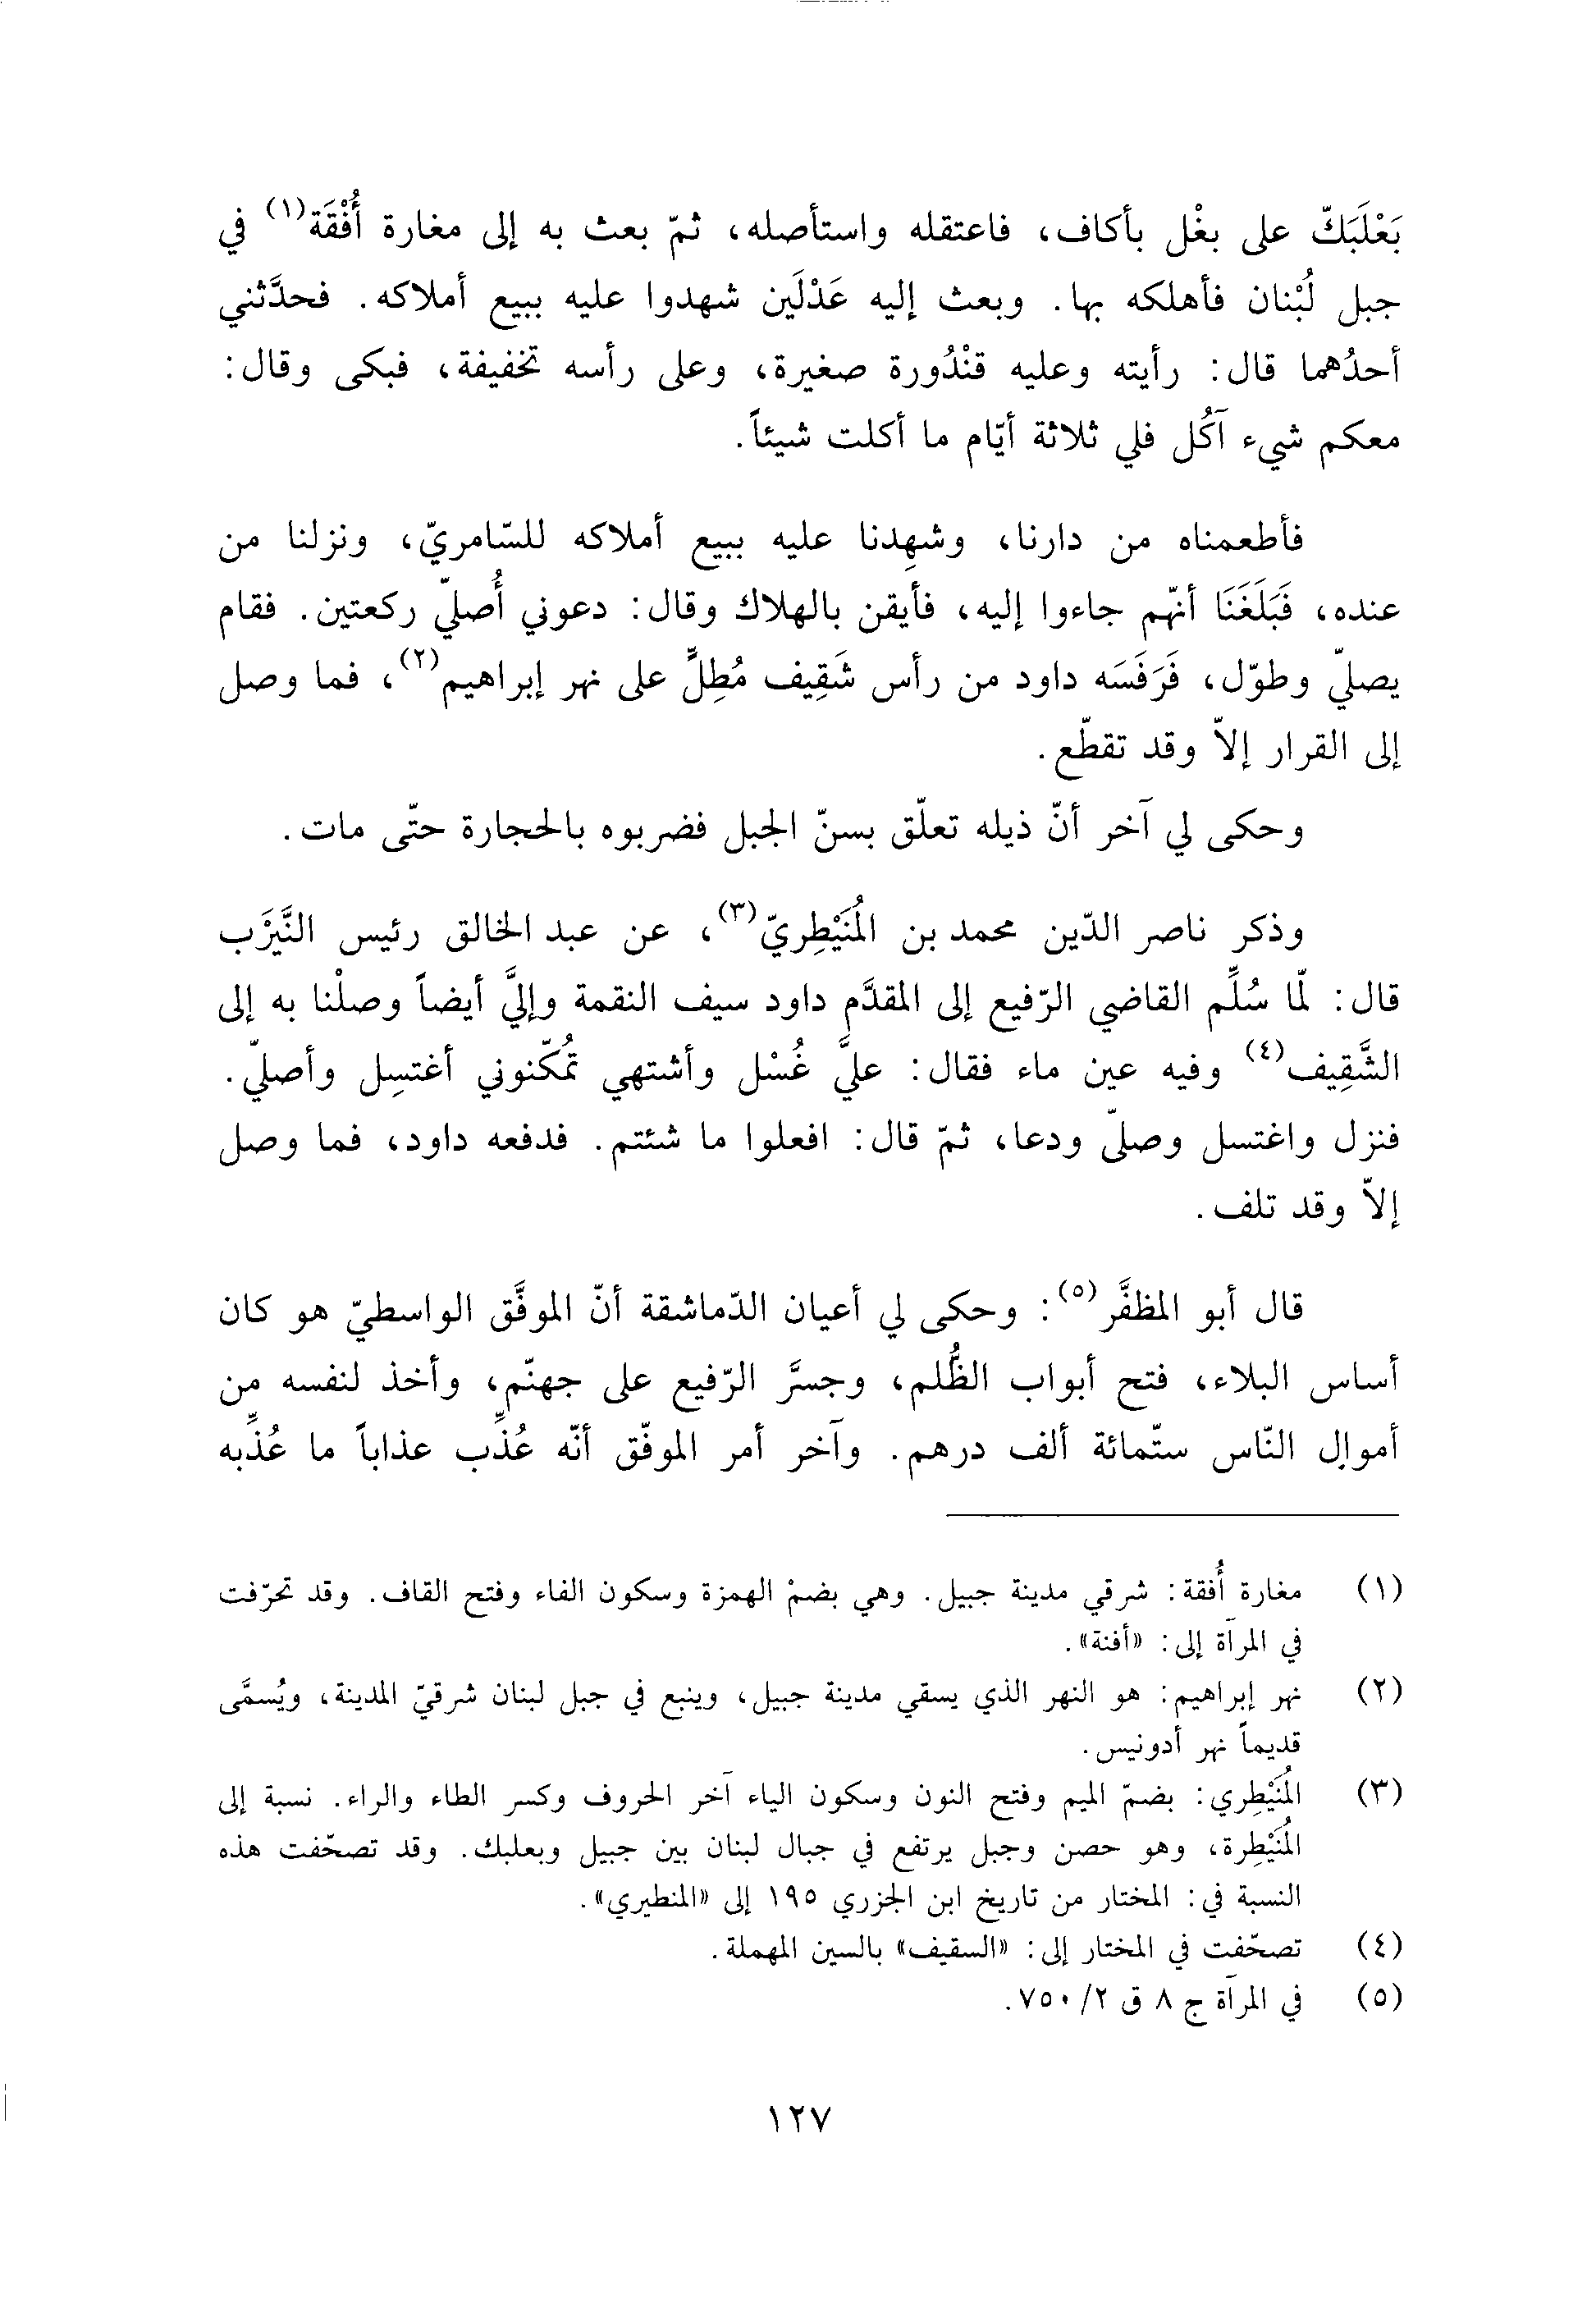 بَعْلَبَكّ على بغْل بأكاف، فاعتقله واستأصله، ثمّ بعث به إلى مغارة أُفْقَة(١) في
جبل لُبْنان فأهلكه بها. وبعث إليه عَدْلَين شهدوا عليه ببيع أملاكه. فحدَّثني
أحدُهما قال: رأيته وعليه قنْدُورة صغيرة، وعلى رأسه تخفيفة، فبكى وقال:
معكم شيء آكُل فلي ثلاثة أيّام ما أكلت شيئاً.
فأطعمناه من دارنا، وشهِدنا عليه ببيع أملاكه للسّامريّ، ونزلنا من
عنده، فَبَلَغَنَا أنّهم جاءوا إليه، فأيقن بالهلاك وقال: دعوني أُصلّي ركعتين. فقام
يصلّي وطوّل، فَرَفَسَه داود من رأس شَقِيف مُطِلٍّ على نهر إبراهيم(٢)، فما وصل
إلى القرار إلاّ وقد تقطّع.
وحكى لي آخر أنّ ذيله تعلّق بسنّ الجبل فضربوه بالحجارة حتّى مات.
وذكر ناصر الدّين محمد بن المُنَيْطِريّ(٣)، عن عبد الخالق رئيس النَّيْرَب
قال: لمّا سُلِّم القاضي الرّفيع إلى المقدَّم داود سيف النقمة وإليَّ أيضاً وصلْنا به إلى
الشَّقِيف(٤) وفيه عين ماء فقال: عليَّ غُسْل وأشتهي تُمكّنوني أغتسِل وأصلّي.
فنزل واغتسل وصلّى ودعا، ثمّ قال: افعلوا ما شئتم. فدفعه داود، فما وصل
إلاّ وقد تلف.
قال أبو المظفَّر(٥): وحكى لي أعيان الدّماشقة أنّ الموفَّق الواسطيّ هو كان
أساس البلاء، فتح أبواب الظُّلم، وجسرَّ الرّفيع على جهنّم، وأخذ لنفسه من
أموال النّاس ستّمائة ألف درهم. وآخر أمر الموفّق أنّه عُذِّب عذاباً ما عُذِّبه
(١) مغارة أُفقة: شرقي مدينة جبيل. وهي بضمْ الهمزة وسكون الفاء وفتح القاف. وقد تحرّفت
في المرآة إلى: «أفنة».
(٢) نهر إبراهيم: هو النهر الذي يسقي مدينة جبيل، وينبع في جبل لبنان شرقيّ المدينة، ويُسمَّى
قديماً نهر أدونيس.
(٣) المُنَيْطِري: بضمّ الميم وفتح النون وسكون الياء آخر الحروف وكسر الطاء والراء. نسبة إلى
المُنَيْطِرة، وهو حصن وجبل يرتفع في جبال لبنان بين جبيل وبعلبك. وقد تصحّفت هذه
النسبة في: المختار من تاريخ ابن الجزري ١٩٥ إلى «المنطيري».
(٤) تصحّفت في المختار إلى: «السقيف» بالسين المهملة.
(٥) في المرآة ج ٨ ق ٢/ ٧٥٠.
١٢٧